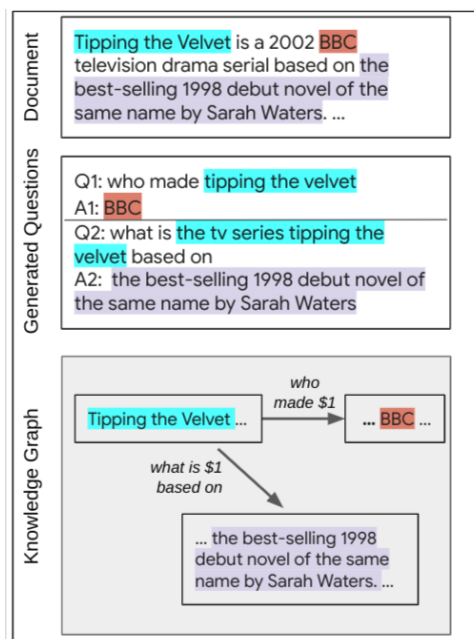 Document
Tipping the Velvet is a 2002 BBC
television drama serial based on the
best-selling 1998 debut novel of the
same name by Sarah Waters. ...
Generated Questions
Q1: who made tipping the velvet
A1: BBC
Q2: what is the tv series tipping the
velvet based on
A2: the best-selling 1998 debut novel of
the same name by Sarah Waters
Knowledge Graph
who
made $1
Tipping the Velvet ...
... BBC ...
what is $1
based on
... the best-selling 1998
debut novel of the same
name by Sarah Waters. ...